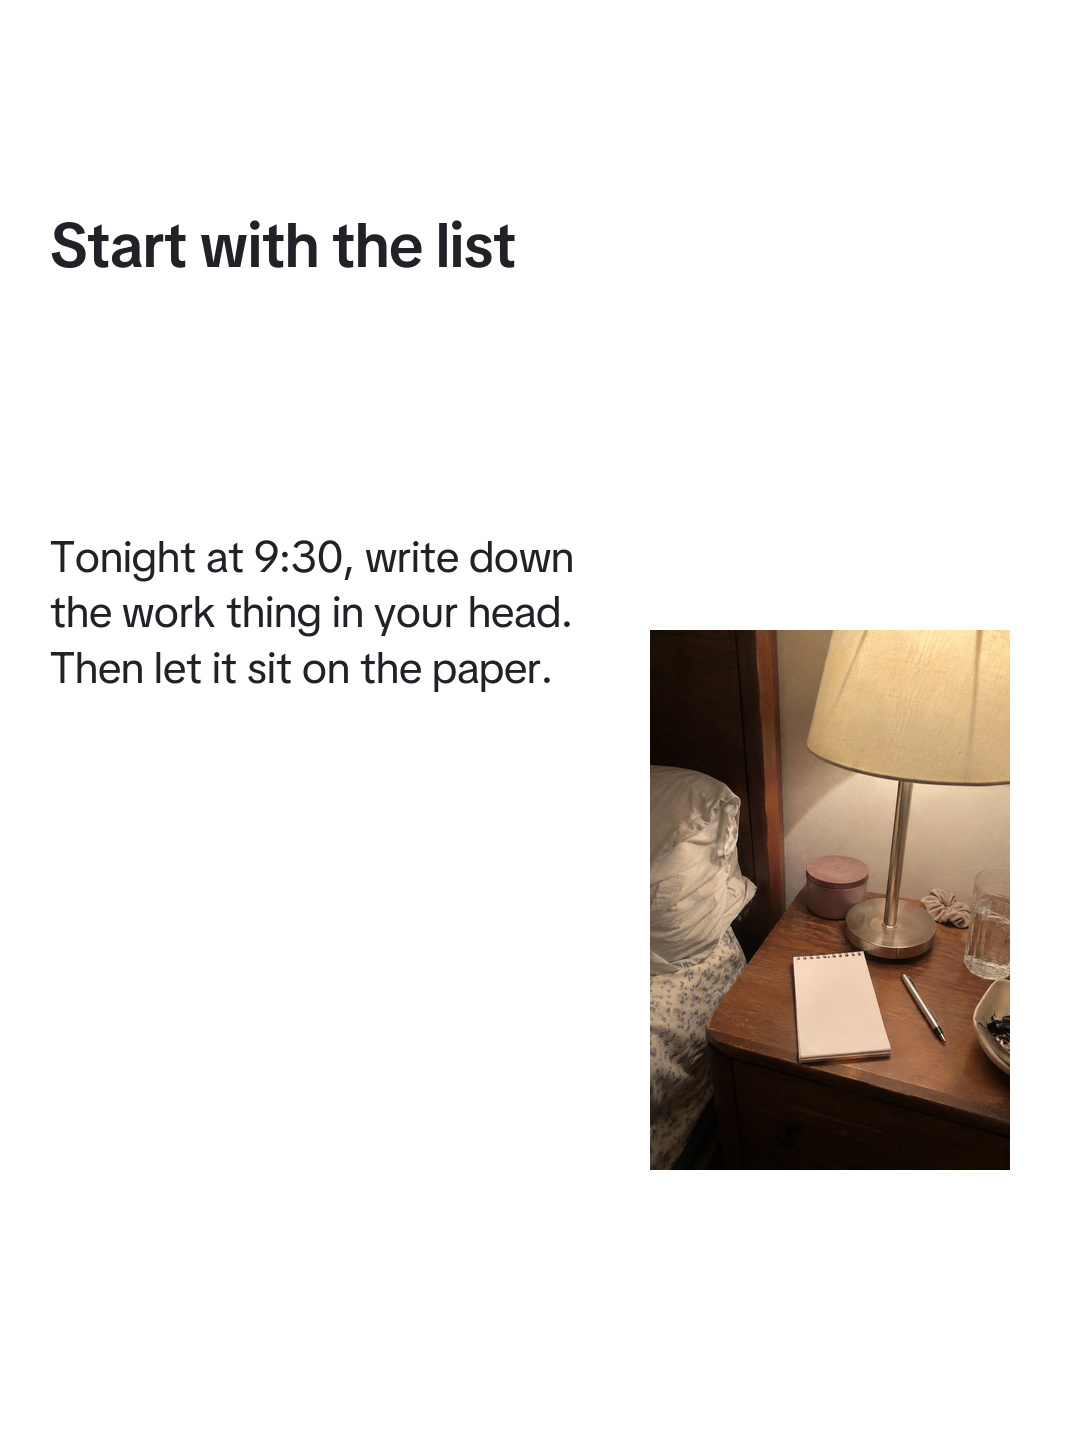 Start with the list
Tonight at 9:30, write down
the work thing in your head.
Then let it sit on the paper.